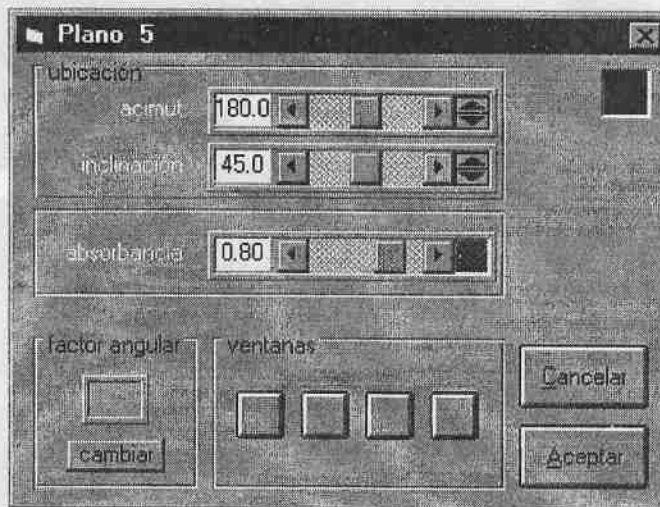 Plano 5
ubicación
acimut 180.0
inclinación 45.0
absorbancia 0.80
factor angular
ventanas
cambiar
Cancelar
Aceptar